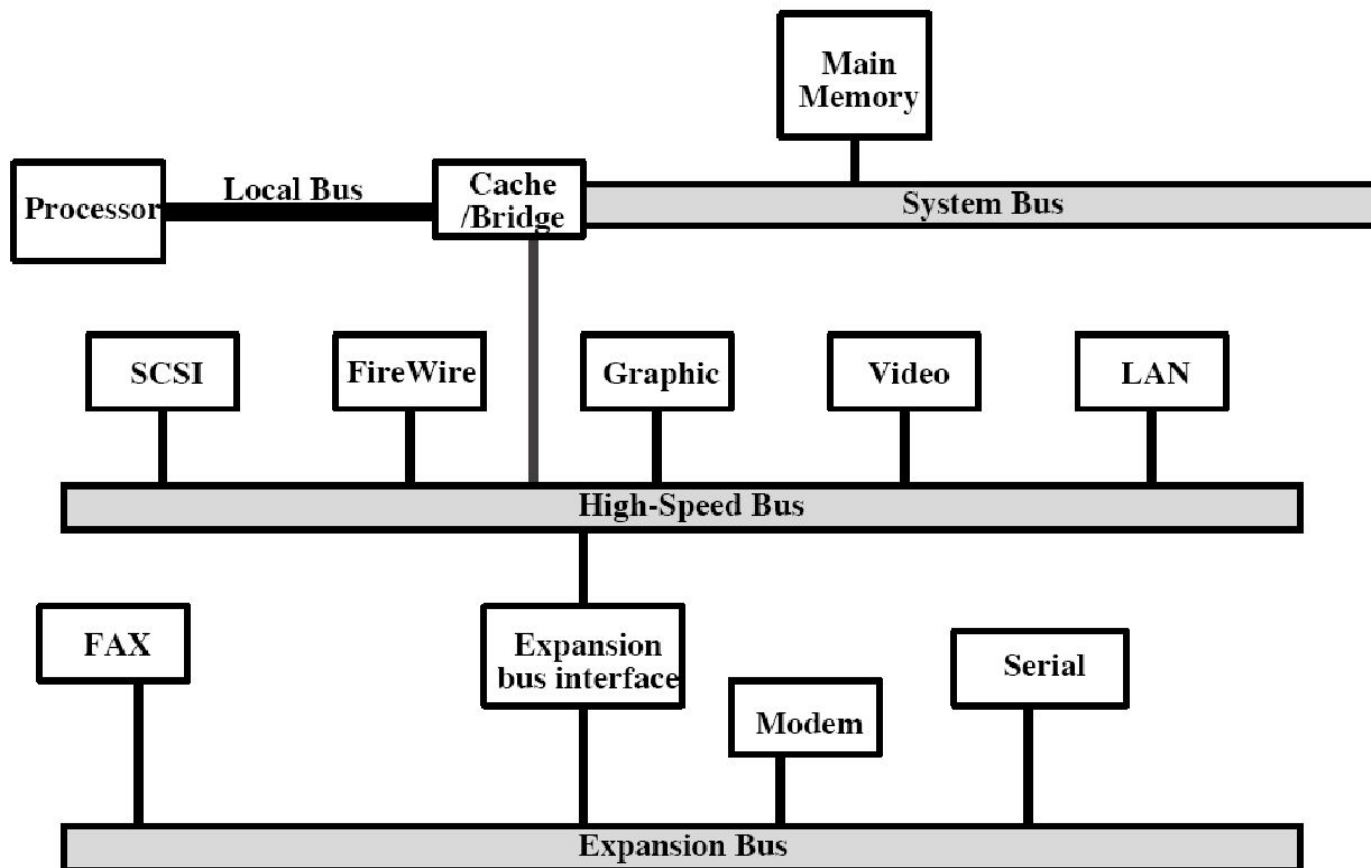 Main
Memory
Processor
Local Bus
Cache
/Bridge
System Bus
SCSI
FireWire
Graphic
Video
LAN
High-Speed Bus
FAX
Expansion
bus interface
Serial
Modem
Expansion Bus